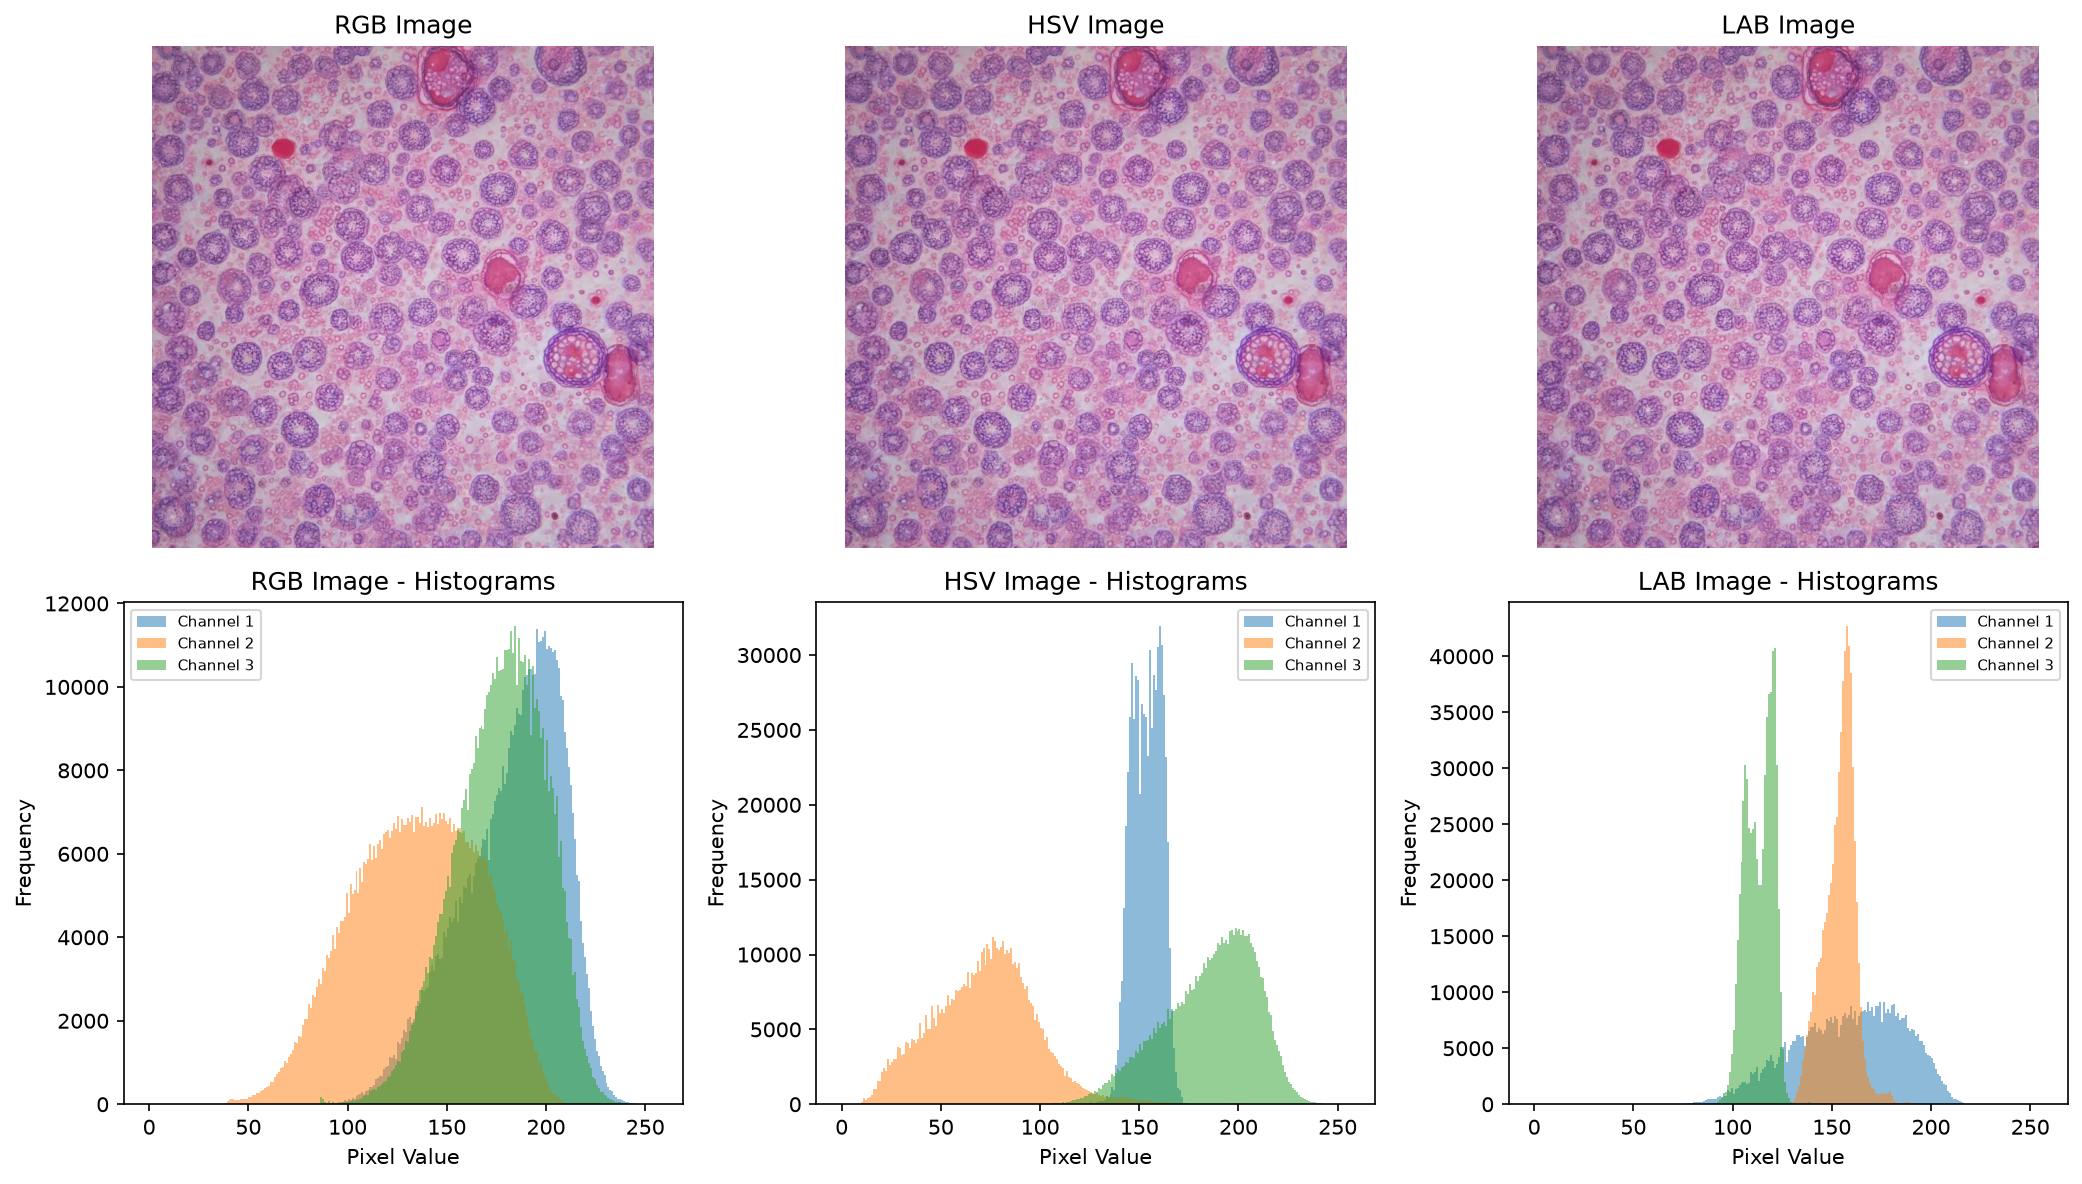 RGB Image
HSV Image
LAB Image
RGB Image - Histograms
12000
10000
8000
6000
4000
2000
0
Frequency
Channel 1
Channel 2
Channel 3
0 50 100 150 200 250
Pixel Value
HSV Image - Histograms
30000
25000
20000
15000
10000
5000
0
Frequency
Channel 1
Channel 2
Channel 3
0 50 100 150 200 250
Pixel Value
LAB Image - Histograms
40000
35000
30000
25000
20000
15000
10000
5000
0
Frequency
Channel 1
Channel 2
Channel 3
0 50 100 150 200 250
Pixel Value